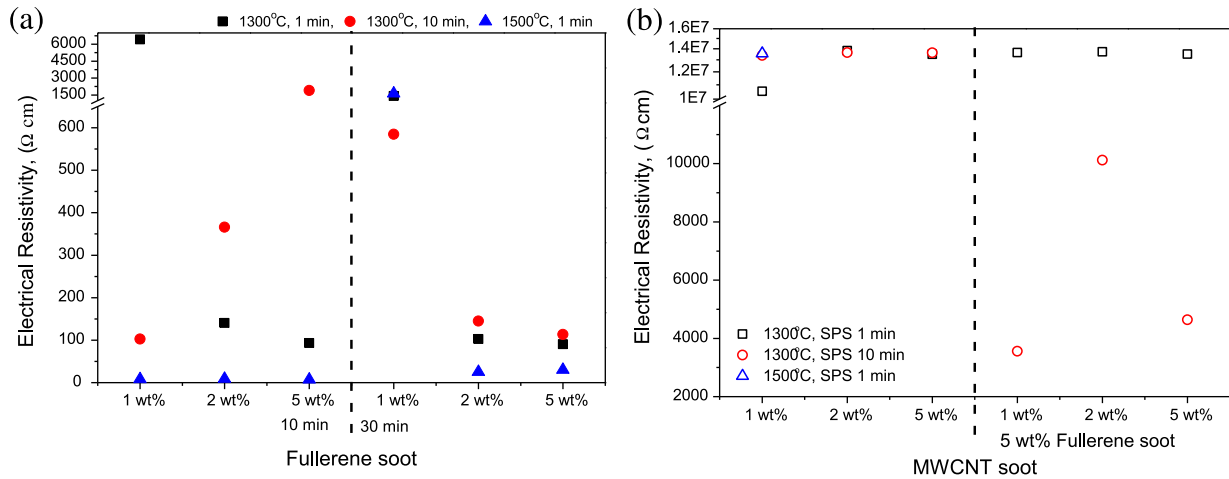 (a)
■ 1300°C, 1 min, ● 1300°C, 10 min, ▲ 1500°C, 1 min,
Electrical Resistivity, (Ω cm)
6000
4500
3000
1500
600
500
400
300
200
100
0
1 wt% 2 wt% 5 wt% 1 wt% 2 wt% 5 wt%
10 min 30 min
Fullerene soot
(b)
Electrical Resistivity, (Ωcm)
1.6E7
1.4E7
1.2E7
1E7
10000
8000
6000
4000
2000
□ 1300°C, SPS 1 min
○ 1300°C, SPS 10 min
△ 1500°C, SPS 1 min
1 wt% 2 wt% 5 wt% 1 wt% 2 wt% 5 wt%
5 wt% Fullerene soot
MWCNT soot